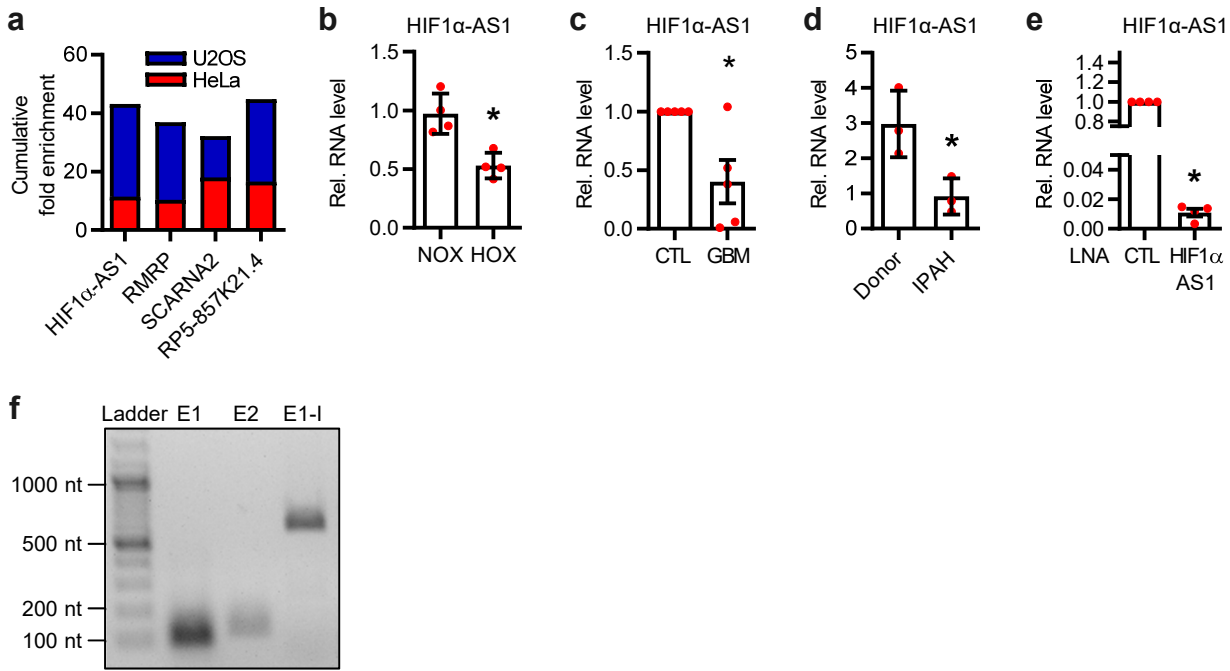 a
60
40
20
0
Cumulative
fold enrichment
U2OS
HeLa
HIF1α-AS1
RMRP
SCARNA2
RP5-857K21.4
b
HIF1α-AS1
1.5
1.0
0.5
0.0
Rel. RNA level
*
NOX HOX
c
HIF1α-AS1
1.5
1.0
0.5
0.0
Rel. RNA level
*
CTL GBM
d
HIF1α-AS1
5
4
3
2
1
0
Rel. RNA level
*
Donor
IPAH
e
HIF1α-AS1
1.4
1.2
1.0
0.8
0.04
0.02
0.00
Rel. RNA level
*
LNA CTL HIF1α
AS1
f
Ladder E1 E2 E1-I
1000 nt
500 nt
200 nt
100 nt